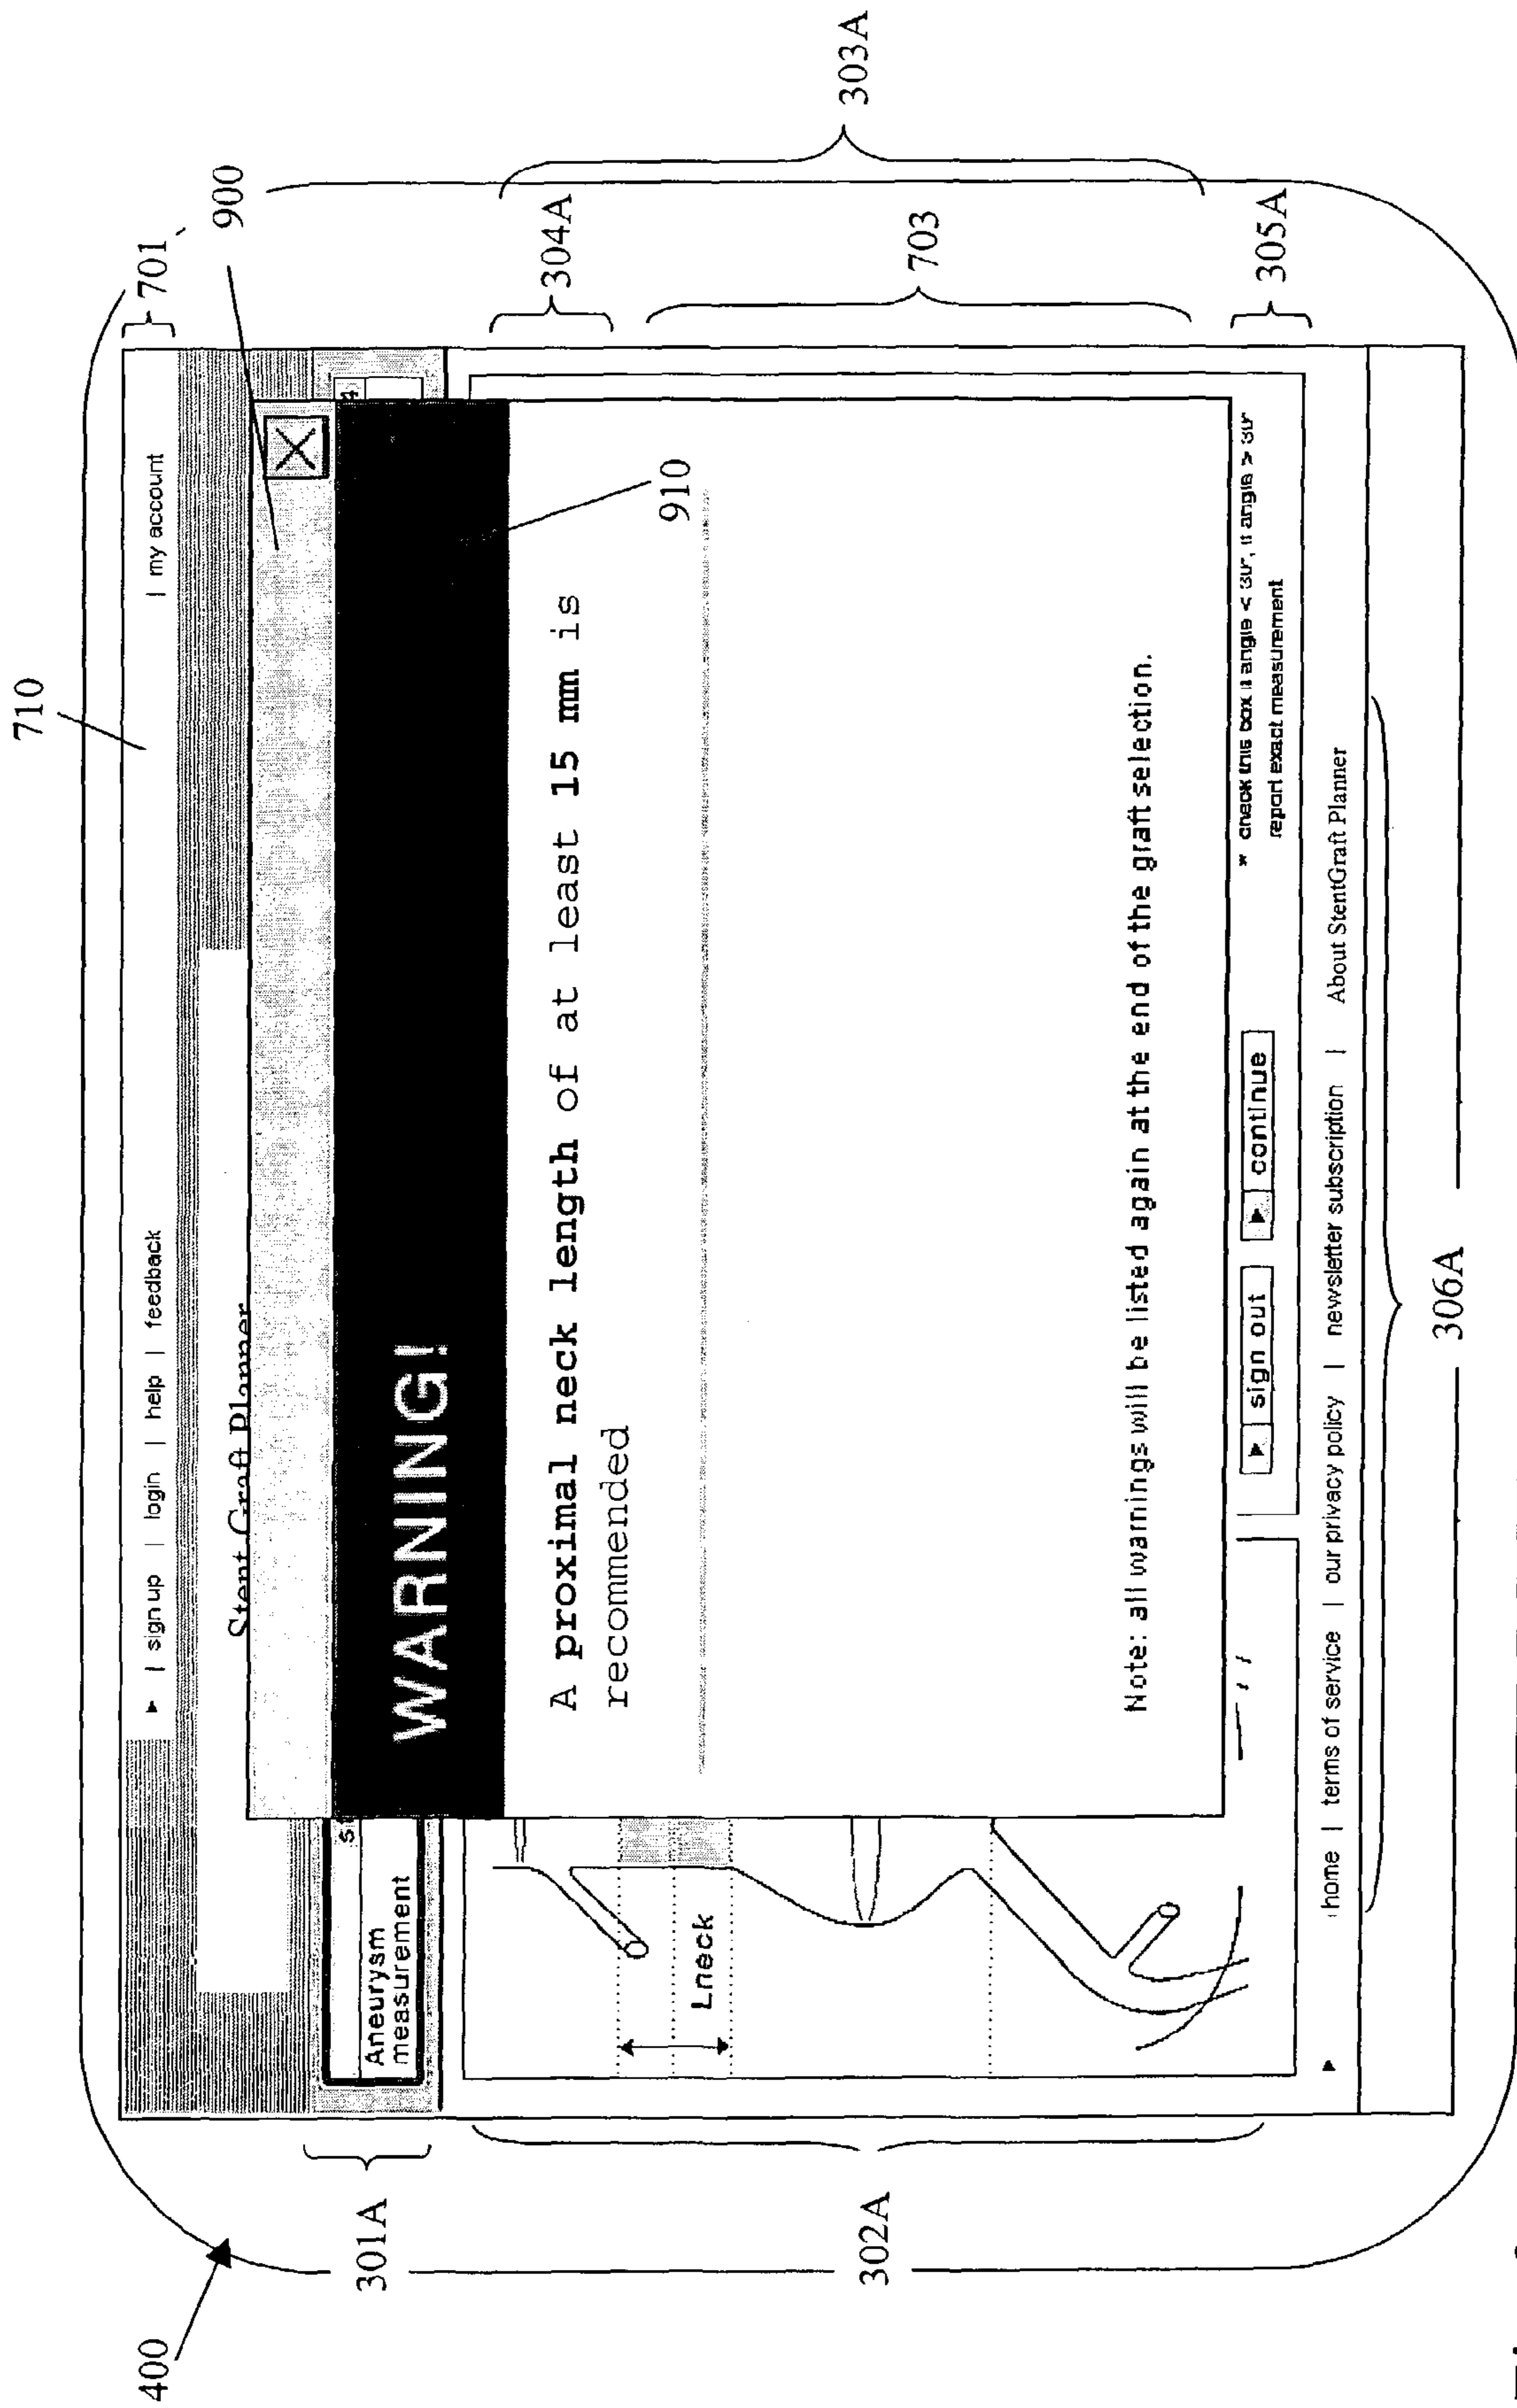 710
400
701
900
▶ | sign up | login | help | feedback | my account
Stent Graft Planner
301A
Aneurysm
measurement
WARNING!
910
304A
303A
A proximal neck length of at least 15 mm is
recommended
302A
Lneck
703
Note: all warnings will be listed again at the end of the graft selection.
▶ sign out ▶ continue
* check this box if angle < 30°, if angle > 30°
report exact measurement
305A
▶ home | terms of service | our privacy policy | newsletter subscription | About StentGraft Planner
306A